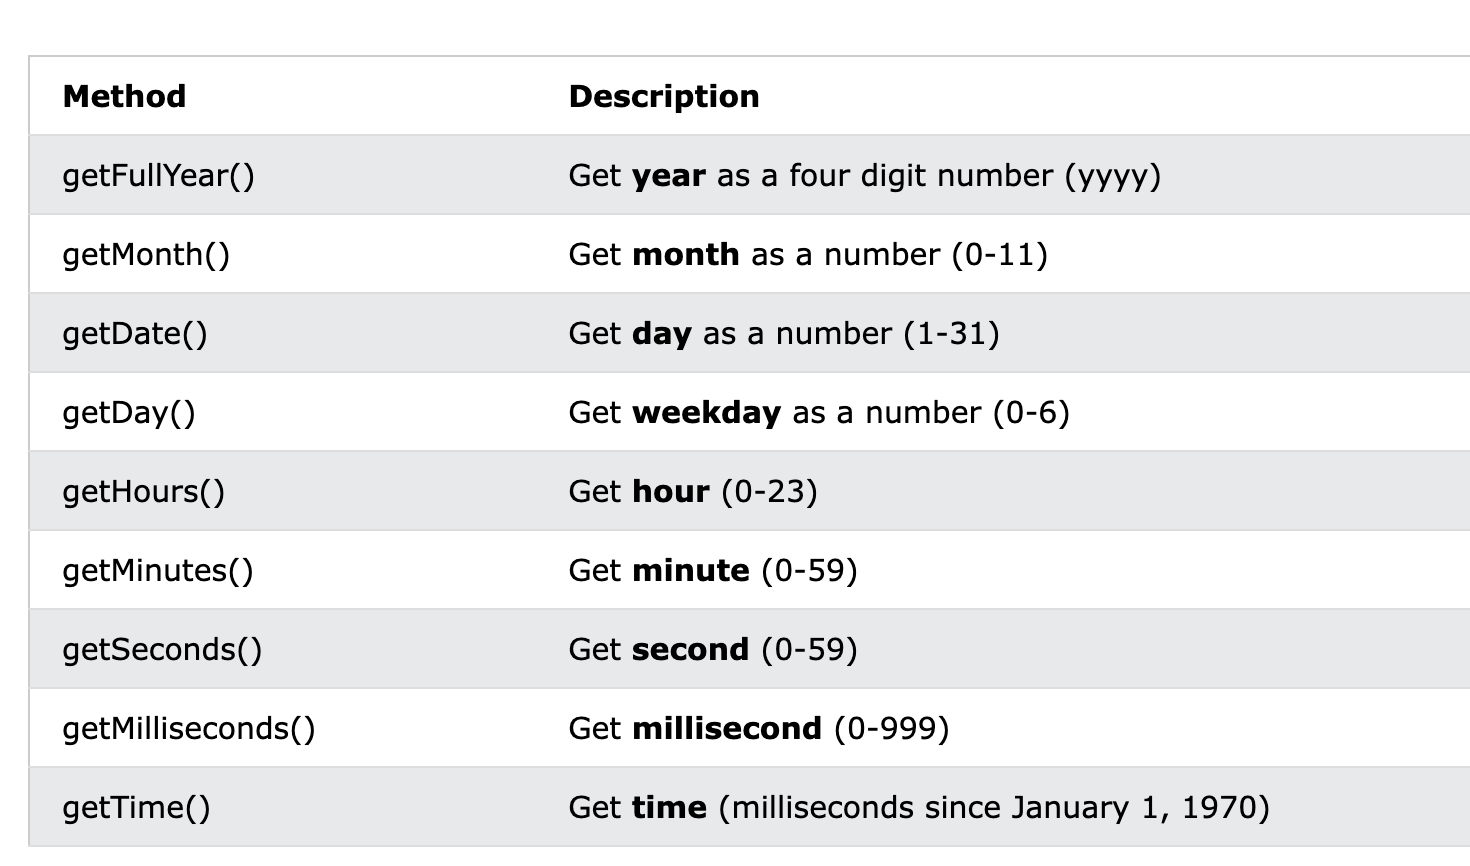 Method Description
getFullYear() Get year as a four digit number (yyyy)
getMonth() Get month as a number (0-11)
getDate() Get day as a number (1-31)
getDay() Get weekday as a number (0-6)
getHours() Get hour (0-23)
getMinutes() Get minute (0-59)
getSeconds() Get second (0-59)
getMilliseconds() Get millisecond (0-999)
getTime() Get time (milliseconds since January 1, 1970)